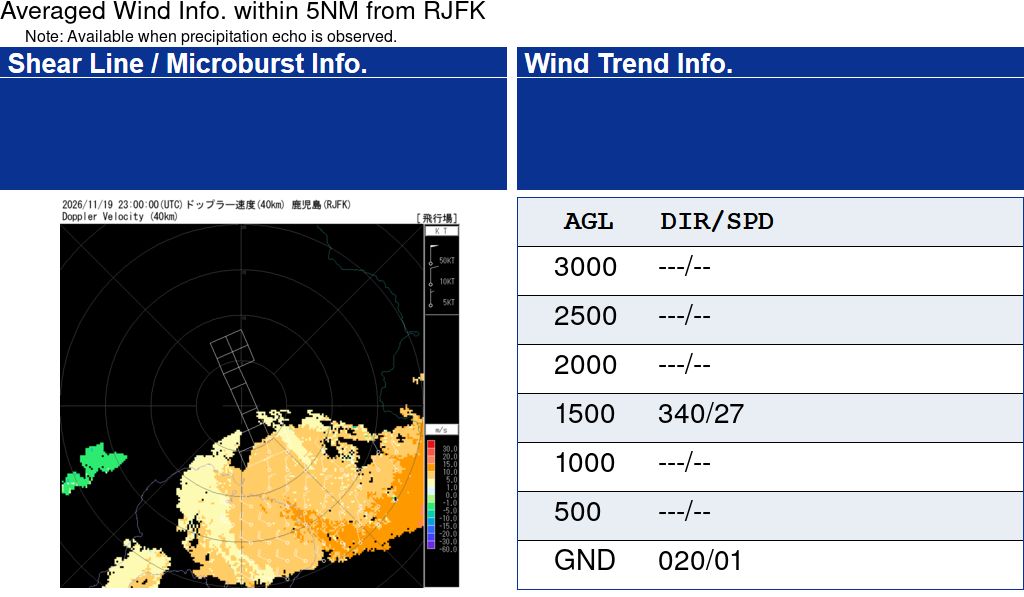 Averaged Wind Info. within 5NM from RJFK
Note: Available when precipitation echo is observed.
Shear Line / Microburst Info.
Wind Trend Info.
2026/11/19 23:00:00(UTC) ドップラー速度(40km) 鹿児島(RJFK)
Doppler Velocity (40km)
[飛行場]
K T
50KT
10KT
5KT
m/s
30.0
20.0
15.0
10.0
5.0
1.0
0.0
-1.0
-5.0
-10.0
-15.0
-20.0
-30.0
-60.0
AGL DIR/SPD
3000 ---/--
2500 ---/--
2000 ---/--
1500 340/27
1000 ---/--
500 ---/--
GND 020/01